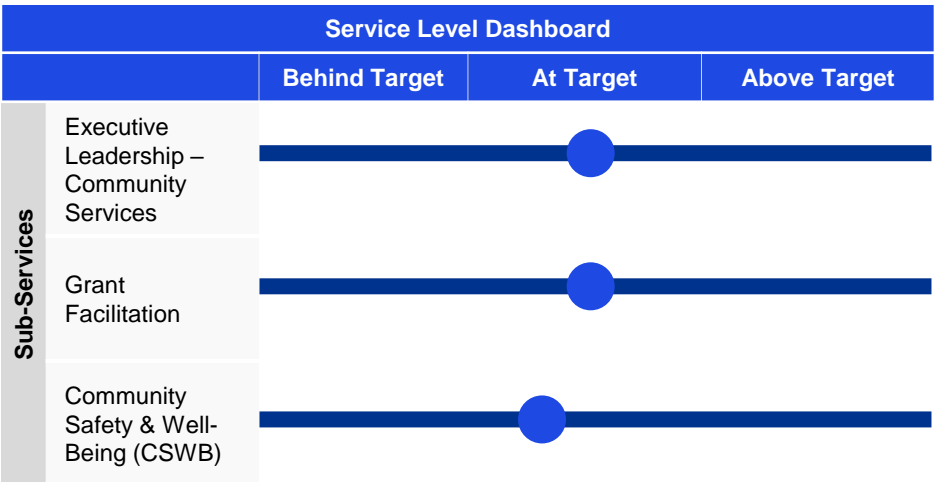 Service Level Dashboard
Behind Target
At Target
Above Target
Sub-Services
Executive
Leadership –
Community
Services
Grant
Facilitation
Community
Safety & Well-
Being (CSWB)